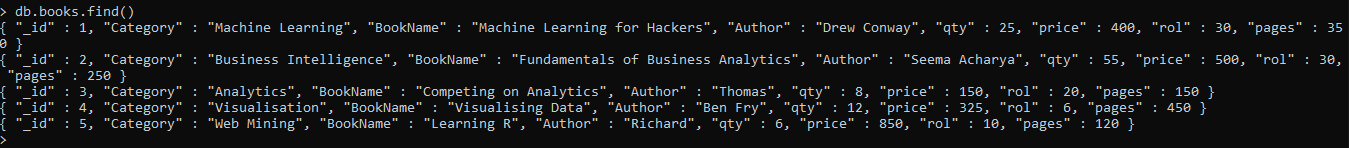 > db.books.find()
{ "_id" : 1, "Category" : "Machine Learning", "BookName" : "Machine Learning for Hackers", "Author" : "Drew Conway", "qty" : 25, "price" : 400, "rol" : 30, "pages" : 35
0 }
{ "_id" : 2, "Category" : "Business Intelligence", "BookName" : "Fundamentals of Business Analytics", "Author" : "Seema Acharya", "qty" : 55, "price" : 500, "rol" : 30,
 "pages" : 250 }
{ "_id" : 3, "Category" : "Analytics", "BookName" : "Competing on Analytics", "Author" : "Thomas", "qty" : 8, "price" : 150, "rol" : 20, "pages" : 150 }
{ "_id" : 4, "Category" : "Visualisation", "BookName" : "Visualising Data", "Author" : "Ben Fry", "qty" : 12, "price" : 325, "rol" : 6, "pages" : 450 }
{ "_id" : 5, "Category" : "Web Mining", "BookName" : "Learning R", "Author" : "Richard", "qty" : 6, "price" : 850, "rol" : 10, "pages" : 120 }
>